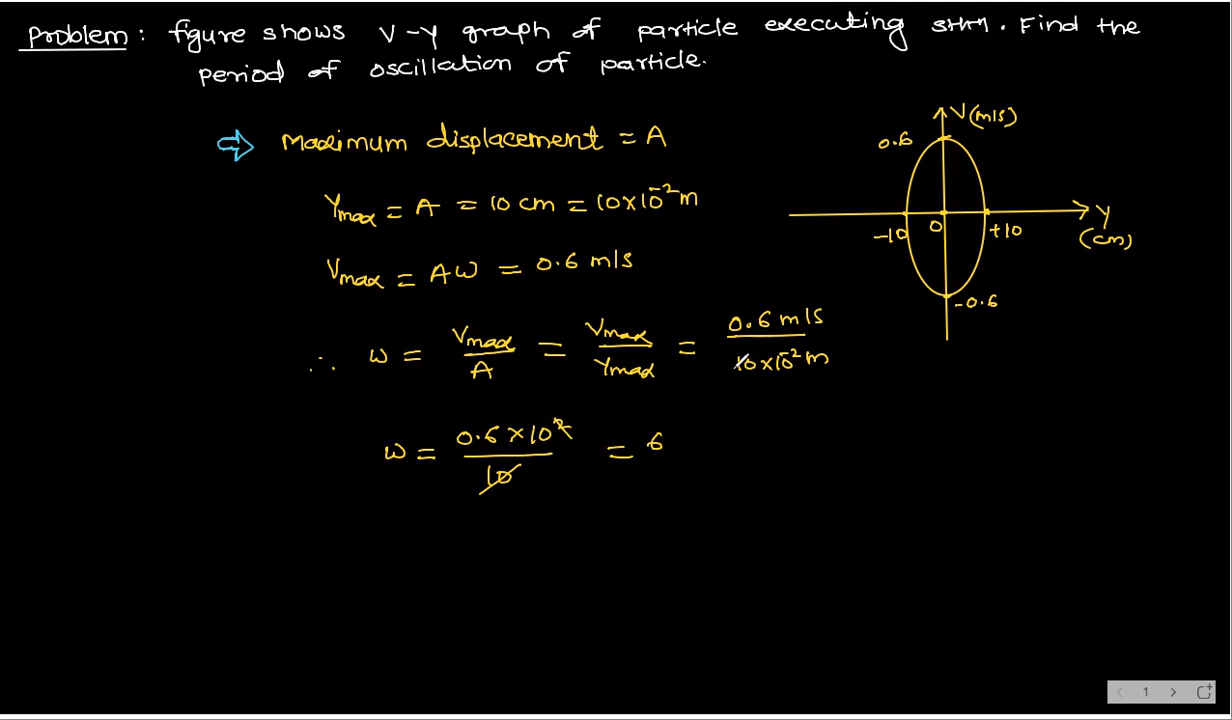 Problem : figure shows V-Y graph of particle executing SHM. Find the
period of oscillation of particle.
⇨ Maximum displacement = A
Ymax = A = 10 cm = 10×10⁻² m
Vmax = Aω = 0.6 m/s
∴ ω = Vmax/A = Vmax/Ymax = 0.6 m/s / 10×10⁻² m
ω = 0.6×10² / 10 = 6
V(m/s)
0.6
-10
0
+10
Y
(cm)
-0.6
1